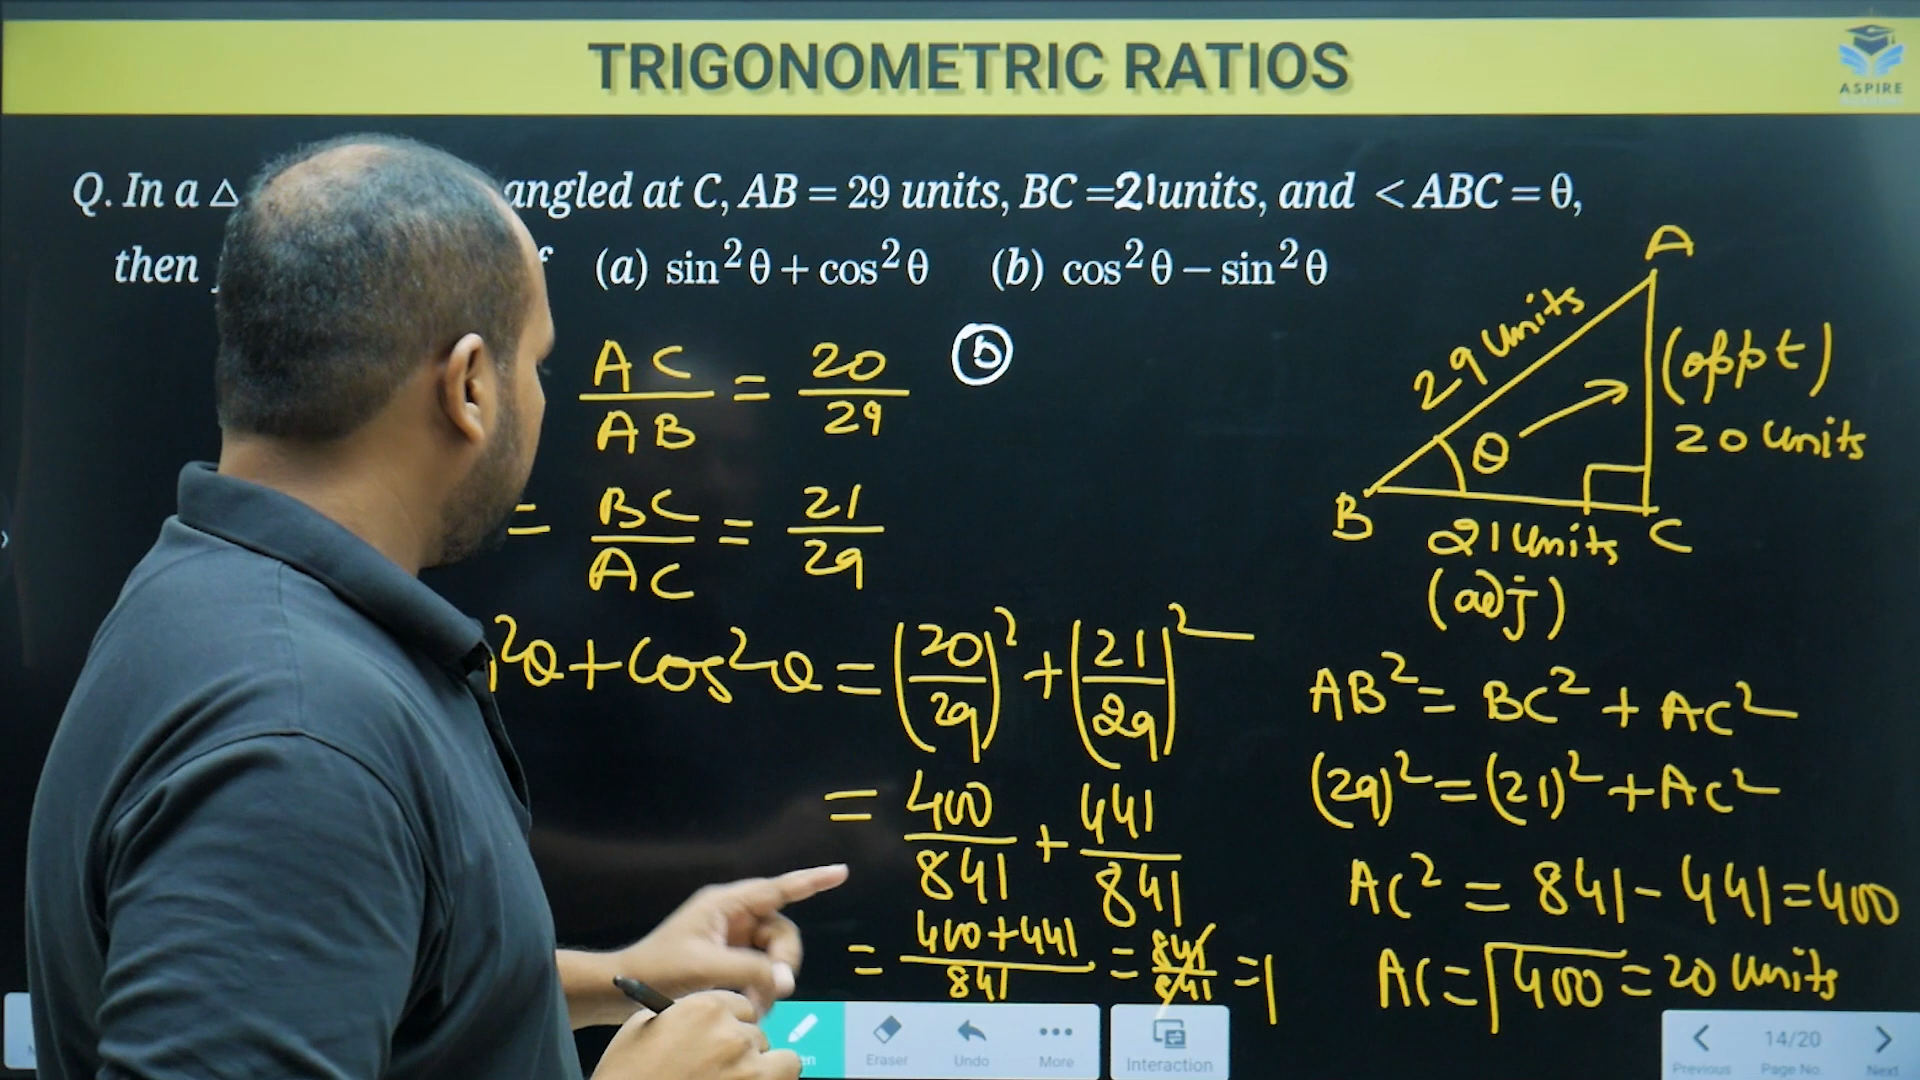 TRIGONOMETRIC RATIOS
ASPIRE
Q. In a △ angled at C, AB = 29 units, BC = 21 units, and < ABC = θ,
then (a) sin²θ + cos²θ (b) cos²θ − sin²θ
AC/AB = 20/29
(b)
= BC/AC = 21/29
²θ + cos²θ = (20/29)² + (21/29)²
= 400/841 + 441/841
= 400+441/841 = 841/841 = 1
A
29 units
(oppt)
20 units
θ
B
21 units
C
(adj)
AB² = BC² + AC²
(29)² = (21)² + AC²
AC² = 841 − 441 = 400
AC = √400 = 20 units
Eraser
Undo
More
Interaction
14/20
Previous
Page No.
Next